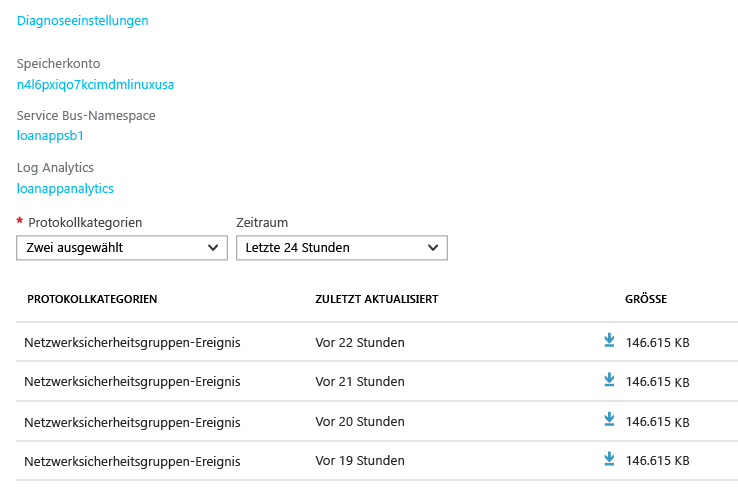 Diagnoseeinstellungen
Speicherkonto
n4l6pxiqo7kcimdmlinuxusa
Service Bus-Namespace
loanappsb1
Log Analytics
loanappanalytics
* Protokollkategorien Zeitraum
Zwei ausgewählt Letzte 24 Stunden
PROTOKOLLKATEGORIEN ZULETZT AKTUALISIERT GRÖSSE
Netzwerksicherheitsgruppen-Ereignis Vor 22 Stunden 146.615 KB
Netzwerksicherheitsgruppen-Ereignis Vor 21 Stunden 146.615 KB
Netzwerksicherheitsgruppen-Ereignis Vor 20 Stunden 146.615 KB
Netzwerksicherheitsgruppen-Ereignis Vor 19 Stunden 146.615 KB